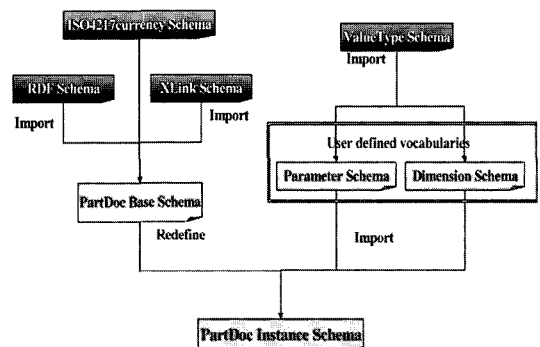 ISO4217currency Schema
ValueType Schema
Import
RDF Schema
XLink Schema
Import
Import
User defined vocabularies
Parameter Schema
Dimension Schema
PartDoc Base Schema
Redefine
Import
PartDoc Instance Schema